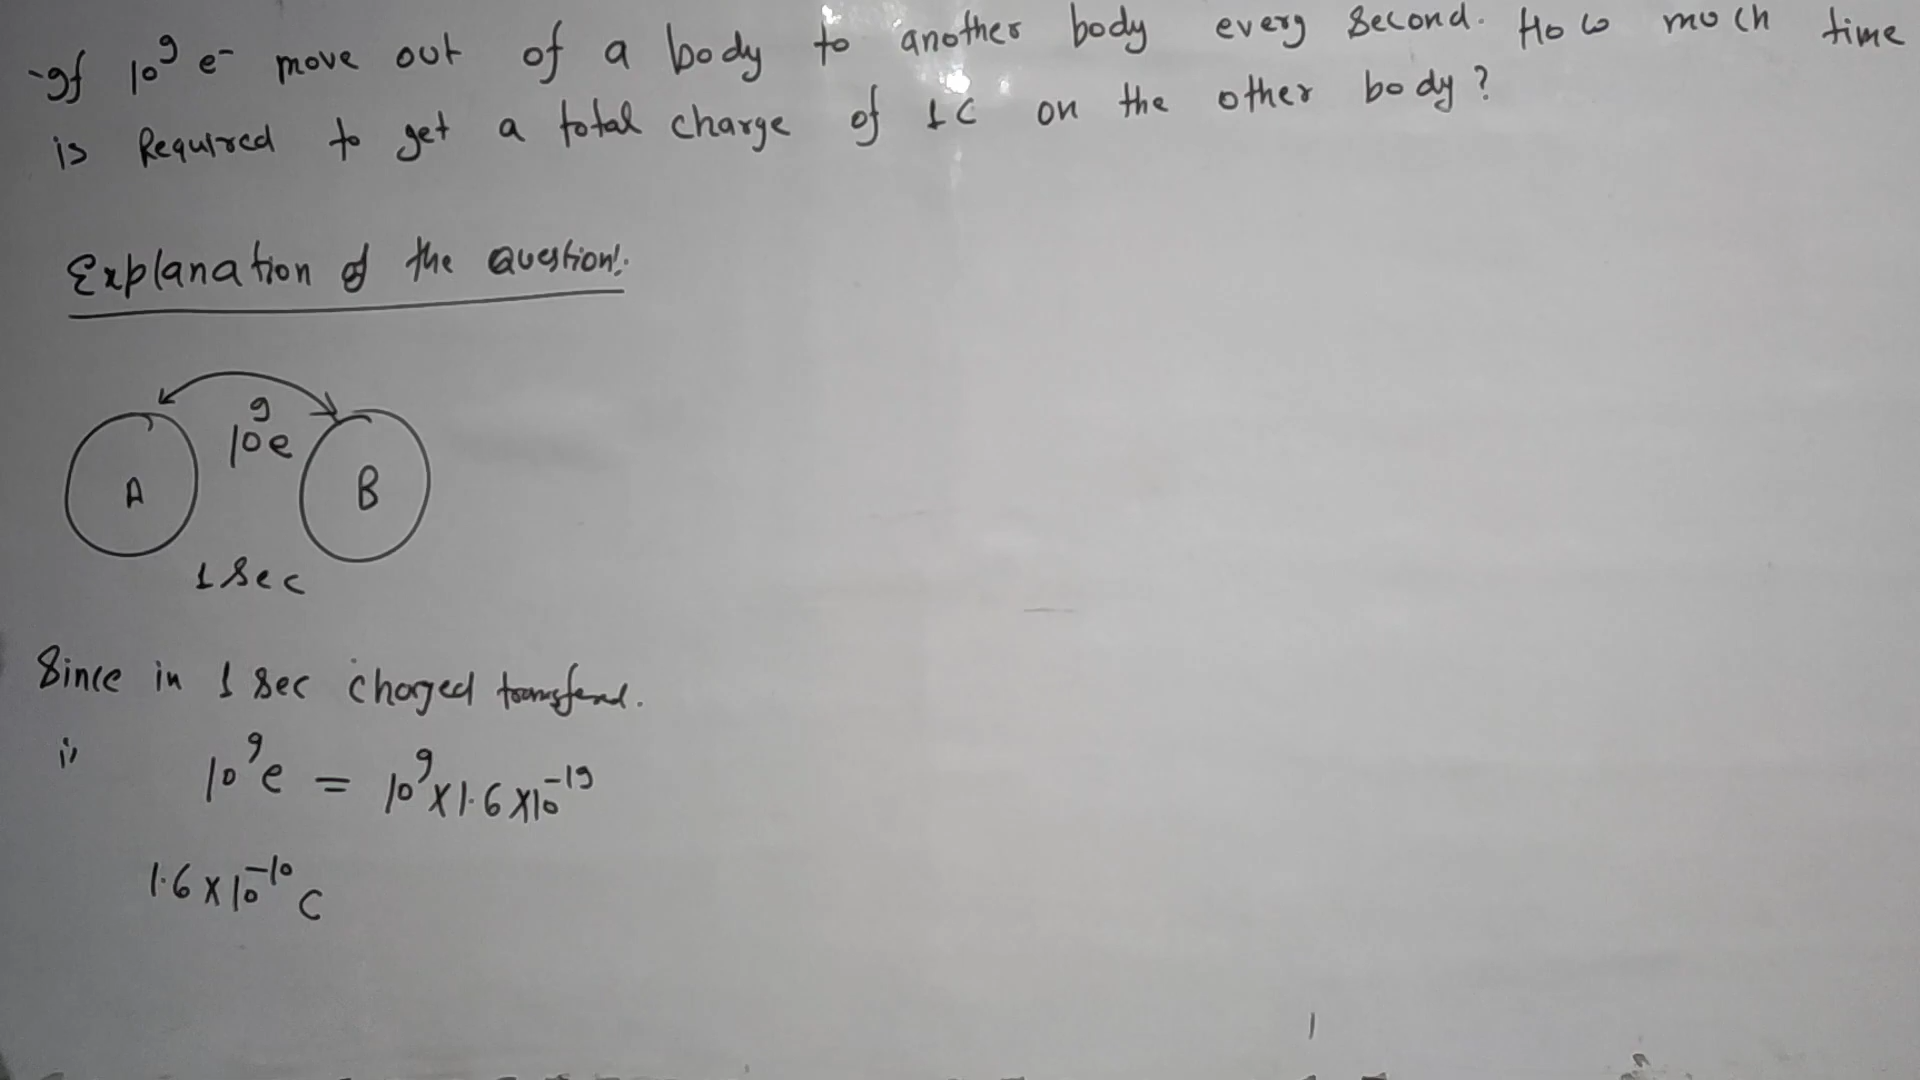 If 10⁹ e⁻ move out of a body to another body every second. How much time
is Required to get a total charge of 1C on the other body?
Explanation of the Question:
10⁹e
A B
1 Sec
Since in 1 Sec charged transfered.
is 10⁹e = 10⁹ x 1.6 x 10⁻¹⁹
1.6 x 10⁻¹⁰ C